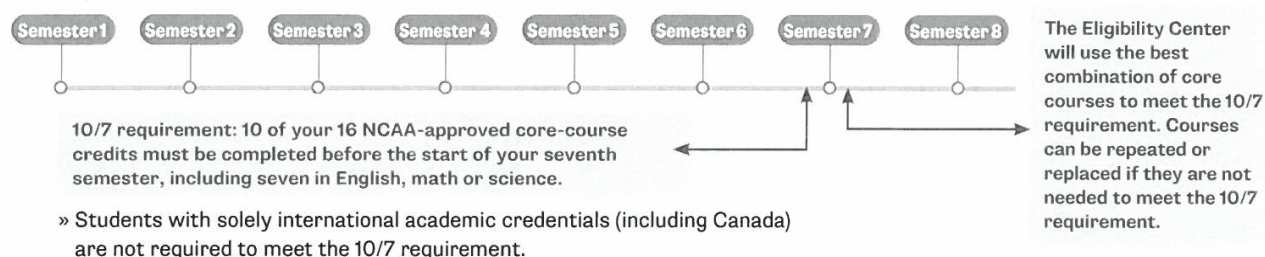 Semester 1
Semester 2
Semester 3
Semester 4
Semester 5
Semester 6
Semester 7
Semester 8
10/7 requirement: 10 of your 16 NCAA-approved core-course
credits must be completed before the start of your seventh
semester, including seven in English, math or science.
» Students with solely international academic credentials (including Canada)
are not required to meet the 10/7 requirement.
The Eligibility Center
will use the best
combination of core
courses to meet the 10/7
requirement. Courses
can be repeated or
replaced if they are not
needed to meet the 10/7
requirement.